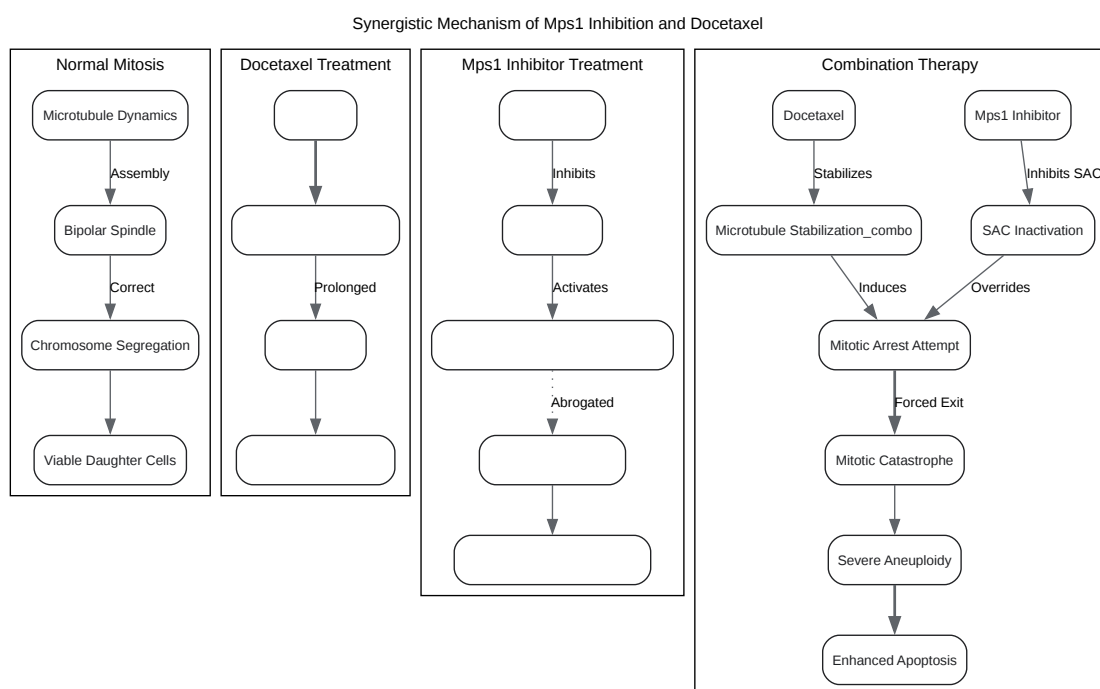 Synergistic Mechanism of Mps1 Inhibition and Docetaxel
Normal Mitosis
Microtubule Dynamics
Assembly
Bipolar Spindle
Correct
Chromosome Segregation
Viable Daughter Cells
Docetaxel Treatment
Prolonged
Mps1 Inhibitor Treatment
Inhibits
Activates
Abrogated
Combination Therapy
Docetaxel
Mps1 Inhibitor
Stabilizes
Inhibits SAC
Microtubule Stabilization_combo
SAC Inactivation
Induces
Overrides
Mitotic Arrest Attempt
Forced Exit
Mitotic Catastrophe
Severe Aneuploidy
Enhanced Apoptosis